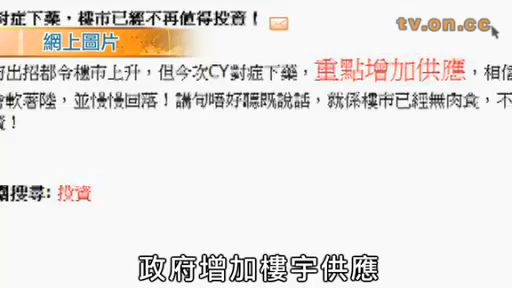 對症下藥，樓市已經不再值得投資！
tv.on.cc
網上圖片
出招都令樓市上升，但今次CY對症下藥，重點增加供應，相信
軟著陸，並慢慢回落！講句唔好聽既說話，就係樓市已經無肉食，不
資！
搜尋: 投資
政府增加樓宇供應